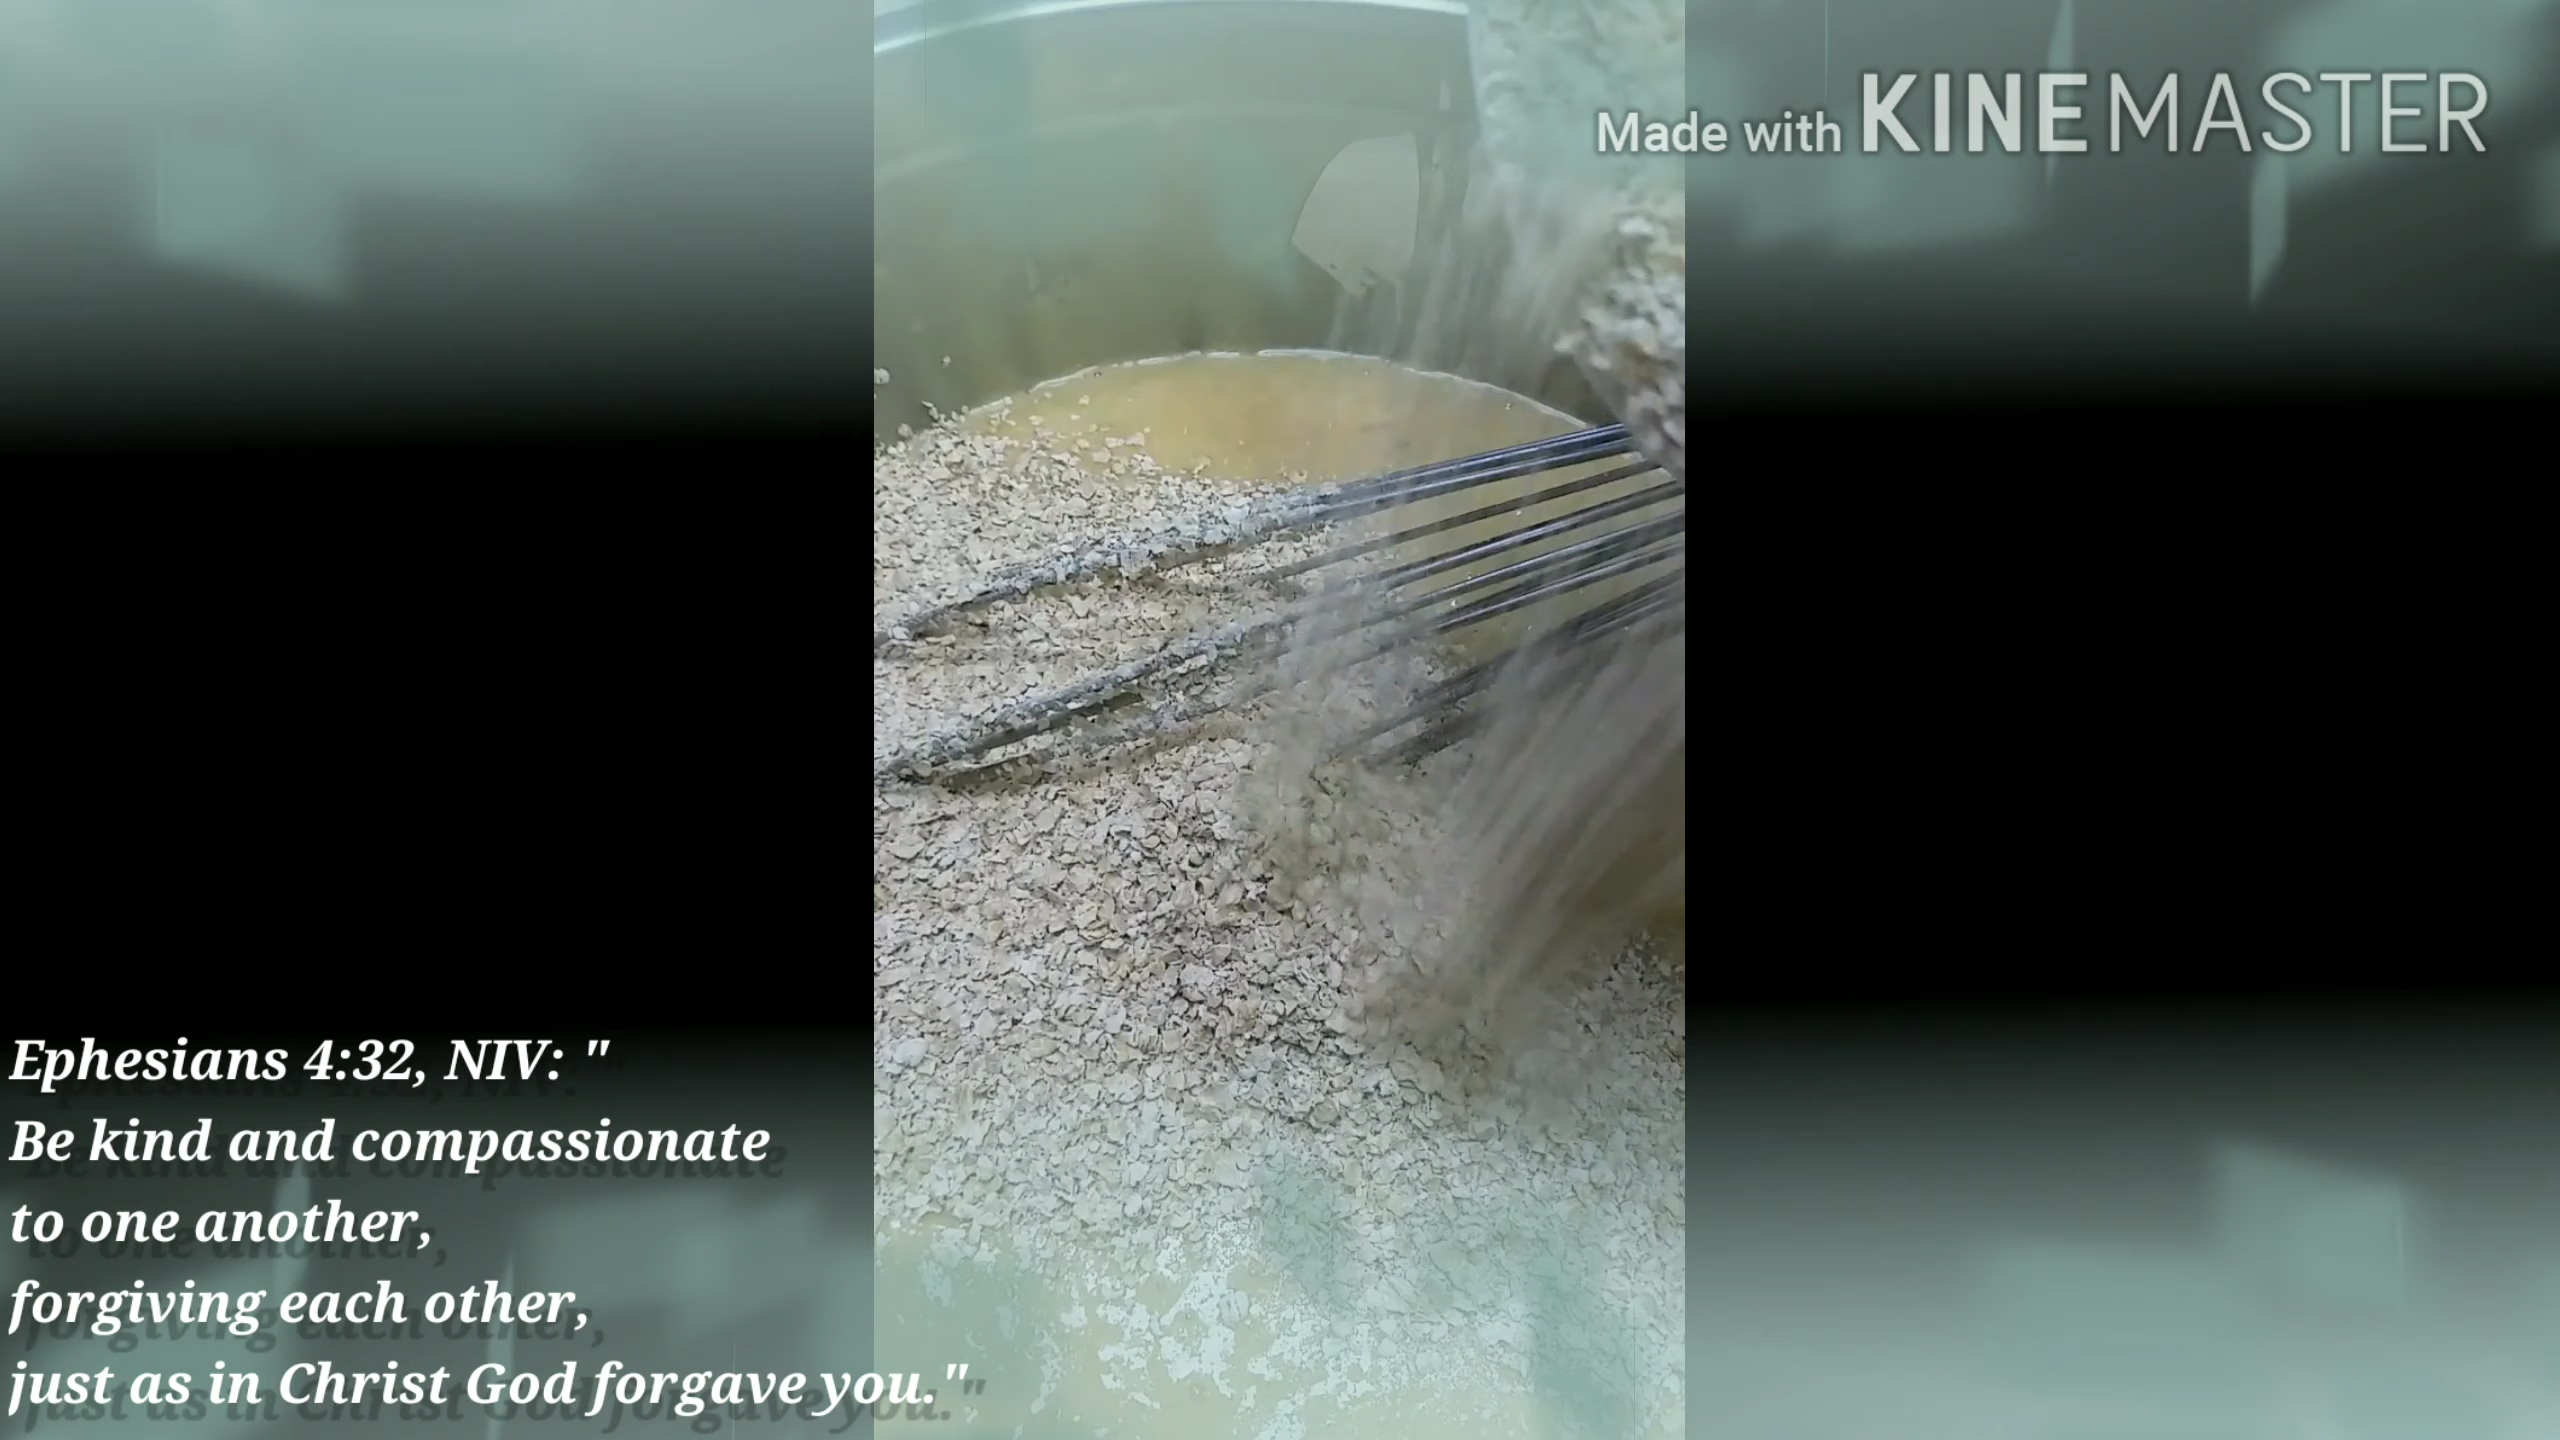 Made with KINEMASTER
Ephesians 4:32, NIV: "
Be kind and compassionate
to one another,
forgiving each other,
just as in Christ God forgave you."